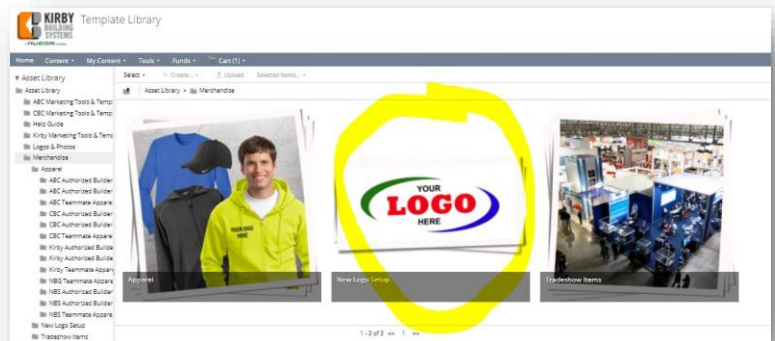 KIRBY
BUILDING
SYSTEMS
Template Library
Home Content My Content Tools Funds Cart (1)
Asset Library
Select + Create... Upload Selected Items...
Asset Library
Asset Library > Merchandise
ABC Marketing Tools & Temp
CBC Marketing Tools & Temp
Help Guide
Kirby Marketing Tools & Temp
Logos & Photos
Merchandise
Apparel
ABC Authorized Builder
ABC Authorized Builder
ABC Teammate Appare
CBC Authorized Builder
CBC Authorized Builder
CBC Teammate Appare
Kirby Authorized Builde
Kirby Authorized Builde
Kirby Teammate Appare
NBG Teammate Appare
NBS Authorized Builder
NBS Authorized Builder
NBS Teammate Appare
New Logo Setup
Tradeshow Items
YOUR LOGO
HERE
Apparel
YOUR
LOGO
HERE
New Logo Setup
Tradeshow Items
1 - 3 of 3 << 1 >>